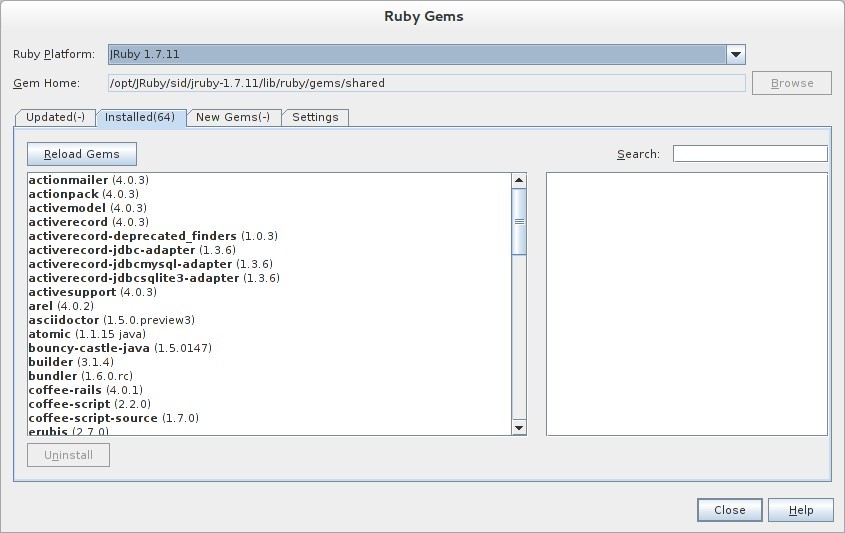 Ruby Gems
Ruby Platform: JRuby 1.7.11
Gem Home: /opt/JRuby/sid/jruby-1.7.11/lib/ruby/gems/shared Browse
Updated(-) Installed(64) New Gems(-) Settings
Reload Gems Search:
actionmailer (4.0.3)
actionpack (4.0.3)
activemodel (4.0.3)
activerecord (4.0.3)
activerecord-deprecated_finders (1.0.3)
activerecord-jdbc-adapter (1.3.6)
activerecord-jdbcmysql-adapter (1.3.6)
activerecord-jdbcsqlite3-adapter (1.3.6)
activesupport (4.0.3)
arel (4.0.2)
asciidoctor (1.5.0.preview3)
atomic (1.1.15 java)
bouncy-castle-java (1.5.0147)
builder (3.1.4)
bundler (1.6.0.rc)
coffee-rails (4.0.1)
coffee-script (2.2.0)
coffee-script-source (1.7.0)
erubis (2.7.0)
Uninstall
Close Help